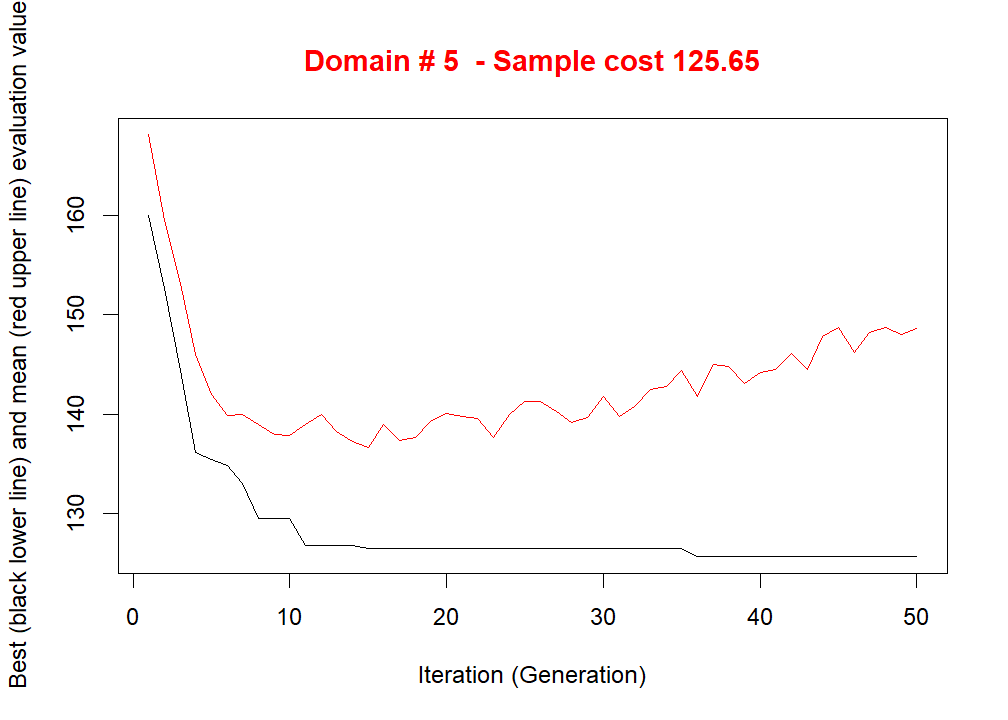 Domain # 5  - Sample cost 125.65
Best (black lower line) and mean (red upper line) evaluation value
160
150
140
130
0 10 20 30 40 50
Iteration (Generation)